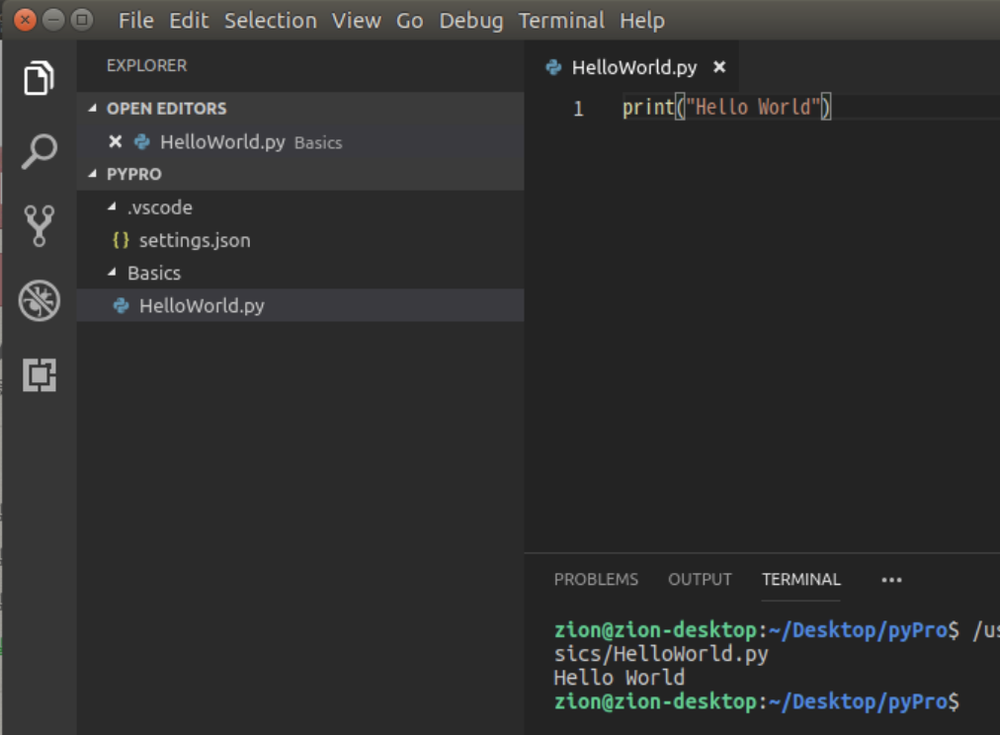 File Edit Selection View Go Debug Terminal Help
EXPLORER
OPEN EDITORS
HelloWorld.py Basics
PYPRO
.vscode
{} settings.json
Basics
HelloWorld.py
HelloWorld.py
1 print("Hello World")
PROBLEMS OUTPUT TERMINAL
zion@zion-desktop:~/Desktop/pyPro$ /us
sics/HelloWorld.py
Hello World
zion@zion-desktop:~/Desktop/pyPro$